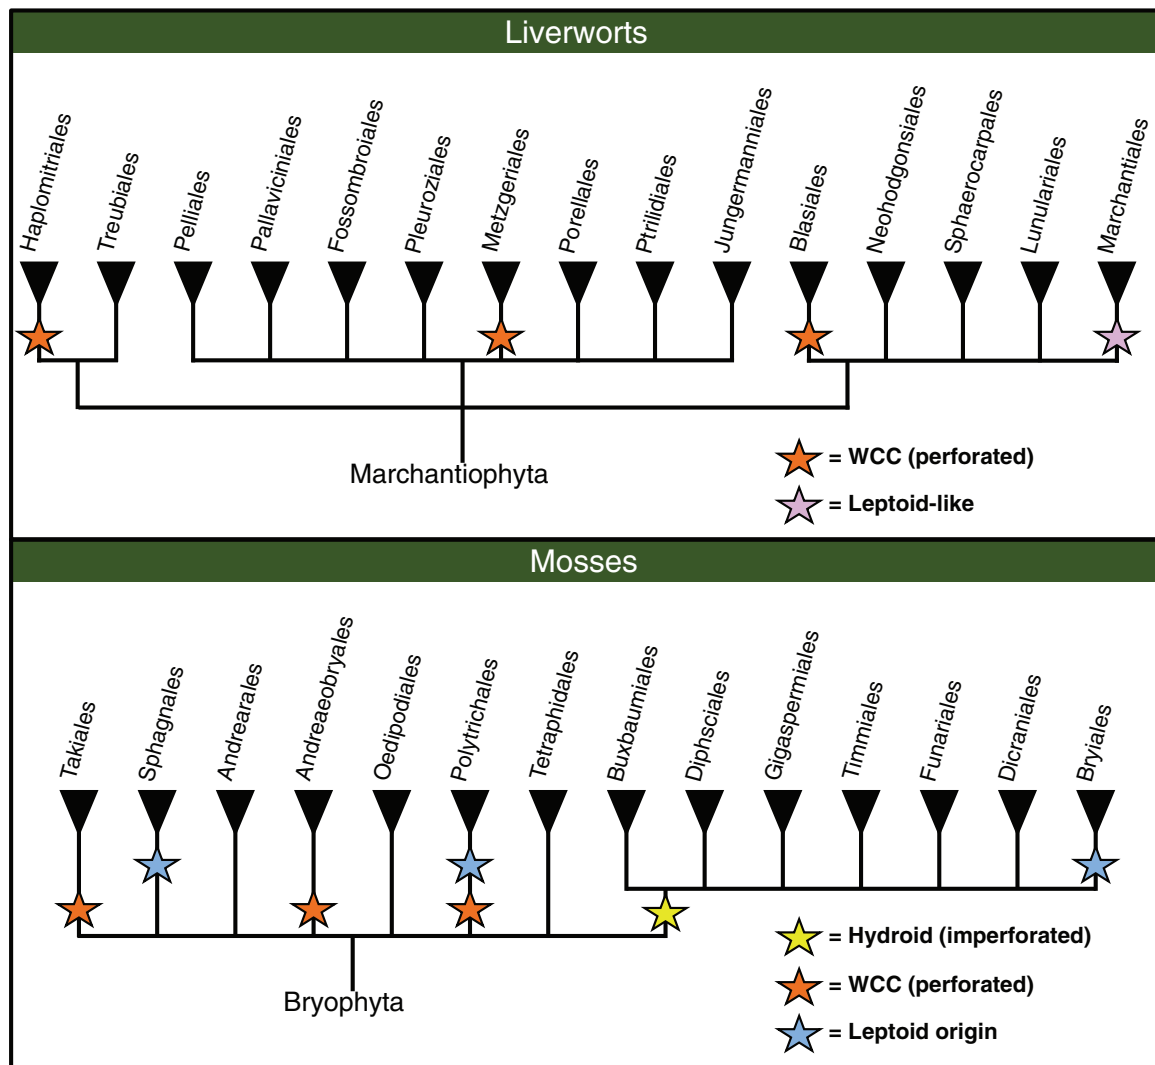 Liverworts
Haplomitriales
Treubiales
Pelliales
Pallaviciniales
Fossombroiales
Pleuroziales
Metzgeriales
Porellales
Ptrilidiales
Jungermanniales
Blasiales
Neohodgonsiales
Sphaerocarpales
Lunulariales
Marchantiales
= WCC (perforated)
= Leptoid-like
Marchantiophyta
Mosses
Takiales
Sphagnales
Andrearales
Andreaeobryales
Oedipodiales
Polytrichales
Tetraphidales
Buxbaumiales
Diphsciales
Gigaspermiales
Timmiales
Funariales
Dicraniales
Bryiales
= Hydroid (imperforated)
= WCC (perforated)
= Leptoid origin
Bryophyta